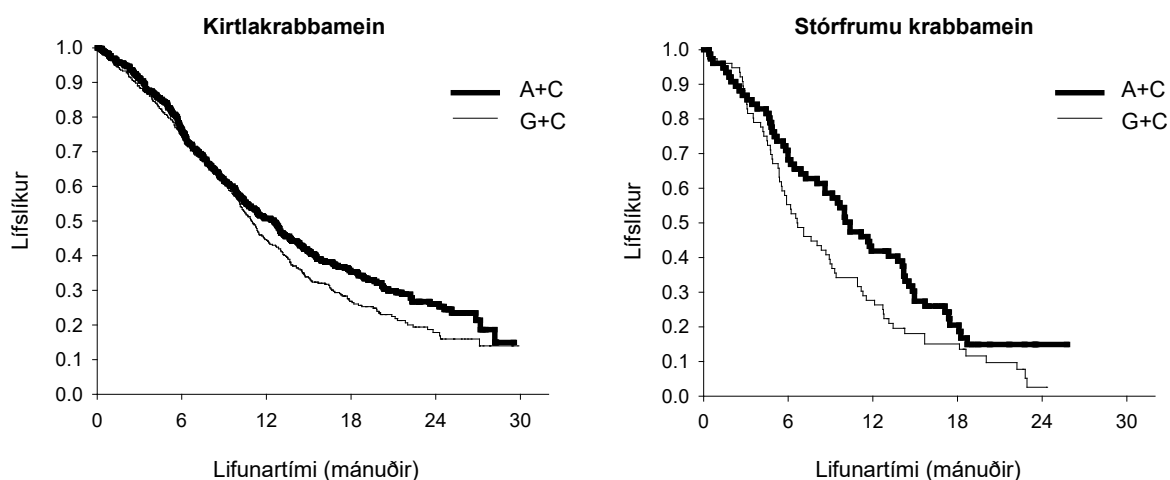 Kirtlakrabbamein
1.0
0.9
0.8
0.7
0.6
0.5
0.4
0.3
0.2
0.1
0.0
Lífslíkur
A+C
G+C
0 6 12 18 24 30
Lifunartími (mánuðir)
Stórfrumu krabbamein
1.0
0.9
0.8
0.7
0.6
0.5
0.4
0.3
0.2
0.1
0.0
Lífslíkur
A+C
G+C
0 6 12 18 24 30
Lifunartími (mánuðir)